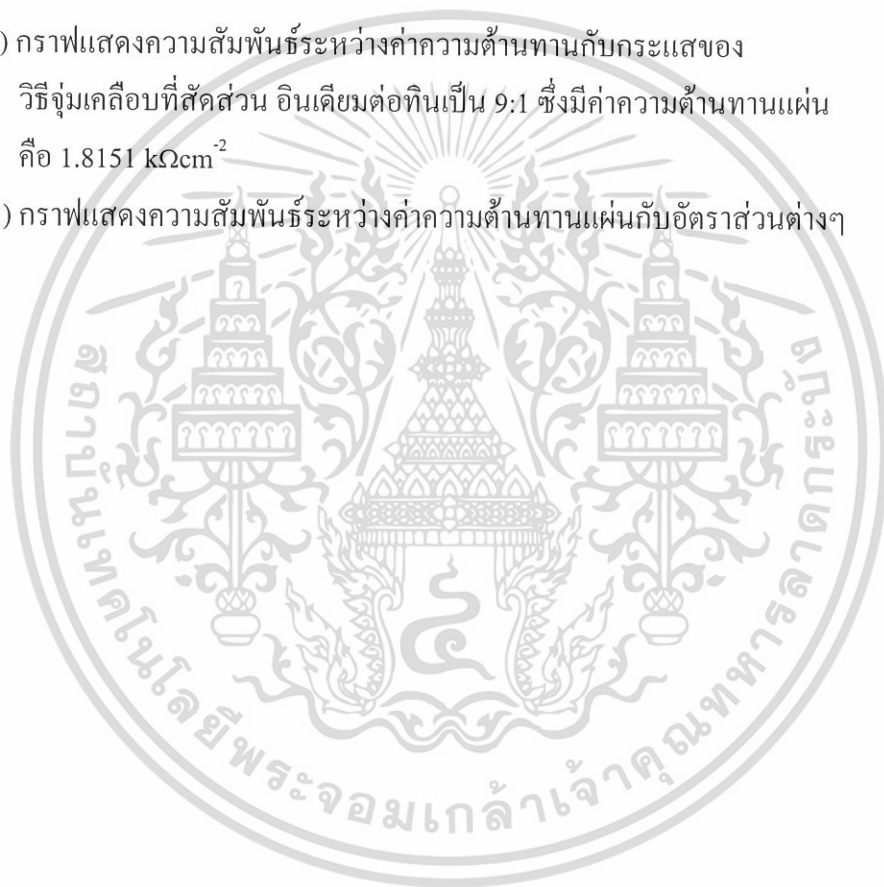 ) กราฟแสดงความสัมพันธ์ระหว่างค่าความต้านทานกับกระแสของ
วิธีจุ่มเคลือบที่สัดส่วน อินเดียมต่อทินเป็น 9:1 ซึ่งมีค่าความต้านทานแผ่น
คือ 1.8151 kΩcm⁻²
) กราฟแสดงความสัมพันธ์ระหว่างค่าความต้านทานแผ่นกับอัตราส่วนต่างๆ
สถาบันเทคโนโลยีพระจอมเกล้าเจ้าคุณทหารลาดกระบัง